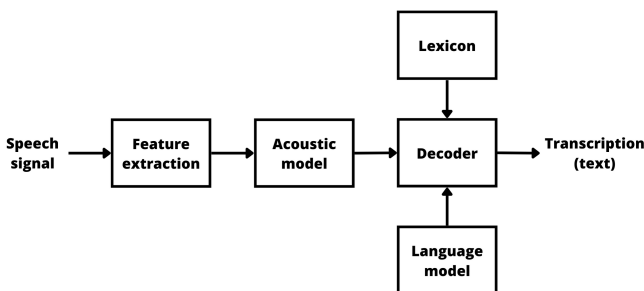 Lexicon
Speech
signal
Feature
extraction
Acoustic
model
Decoder
Transcription
(text)
Language
model